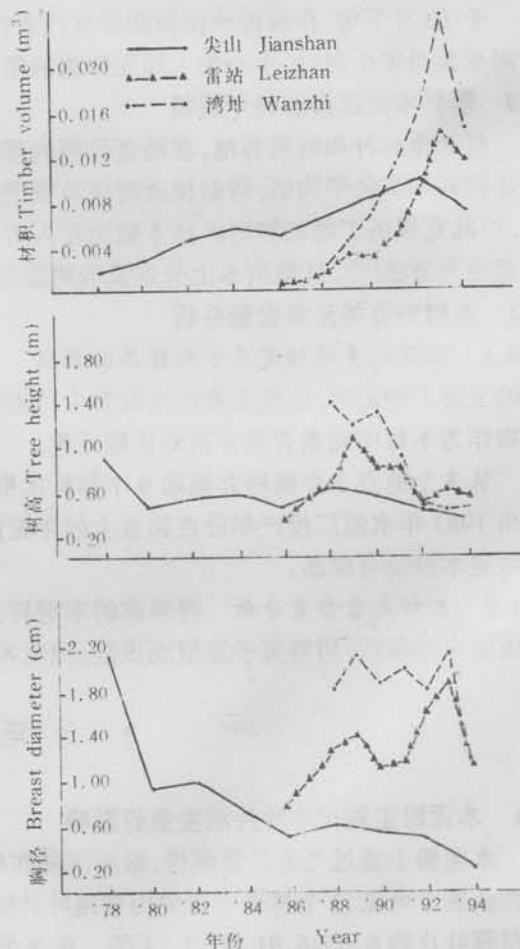 尖山 Jianshan
雷站 Leizhan
湾址 Wanzhi
材积 Timber volume (m³)
0.020
0.016
0.012
0.008
0.004
树高 Tree height (m)
1.80
1.40
1.00
0.60
0.20
胸径 Breast diameter (cm)
2.20
1.80
1.40
1.00
0.60
0.20
78 80 82 84 86 88 90 92 94
年份 Year